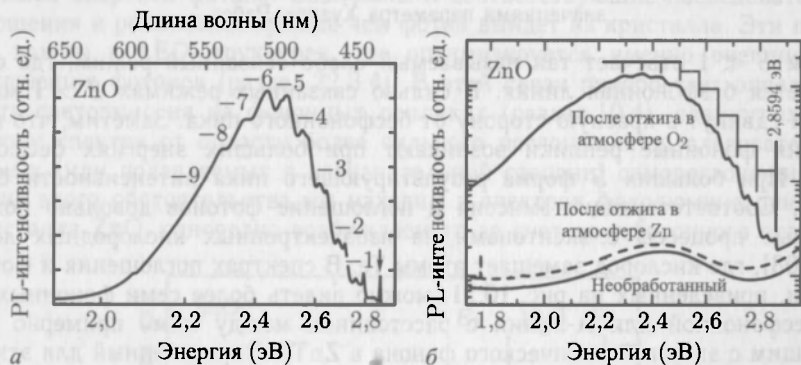 Длина волны (нм)
650 600 550 500 450
ZnO
-1
-2
-3
-4
-5
-6
-7
-8
-9
PL-интенсивность (отн. ед.)
2,0 2,2 2,4 2,6 2,8
Энергия (эВ)
а
ZnO
2,8592 эВ
После отжига в
атмосфере O2
После отжига в
атмосфере Zn
Необработанный
PL-интенсивность (отн. ед.)
1,8 2,0 2,2 2,4 2,6 2,8
Энергия (эВ)
б